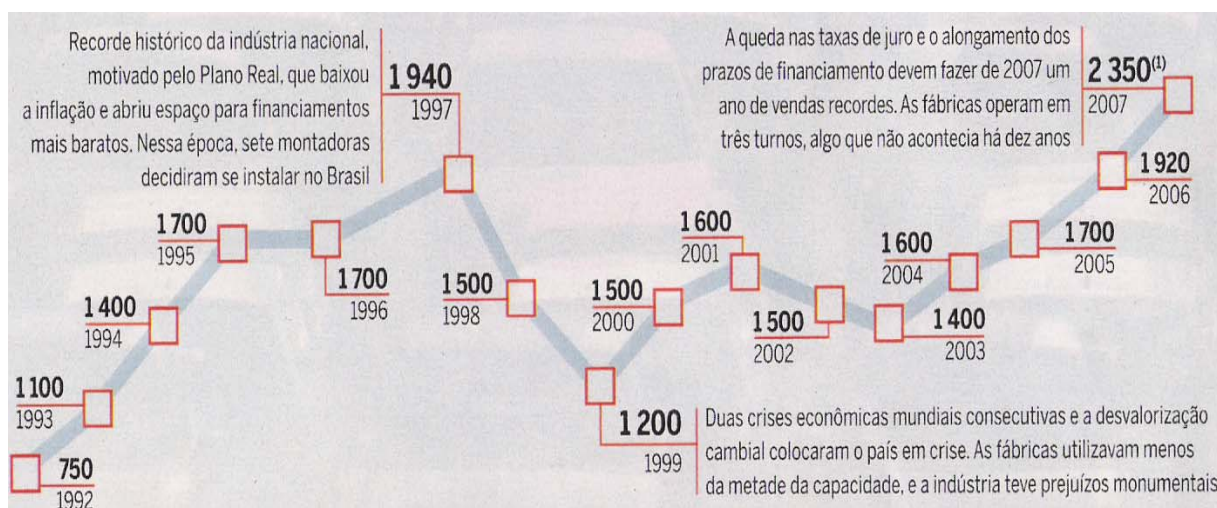 Recorde histórico da indústria nacional,
motivado pelo Plano Real, que baixou
a inflação e abriu espaço para financiamentos
mais baratos. Nessa época, sete montadoras
decidiram se instalar no Brasil
1 940
1997
A queda nas taxas de juro e o alongamento dos
prazos de financiamento devem fazer de 2007 um
ano de vendas recordes. As fábricas operam em
três turnos, algo que não acontecia há dez anos
2 350(1)
2007
1 920
2006
1 700
1995
1 700
1996
1 400
1994
1 100
1993
750
1992
1 500
1998
1 500
2000
1 600
2001
1 500
2002
1 600
2004
1 400
2003
1 700
2005
1 200
1999
Duas crises econômicas mundiais consecutivas e a desvalorização
cambial colocaram o país em crise. As fábricas utilizavam menos
da metade da capacidade, e a indústria teve prejuízos monumentais